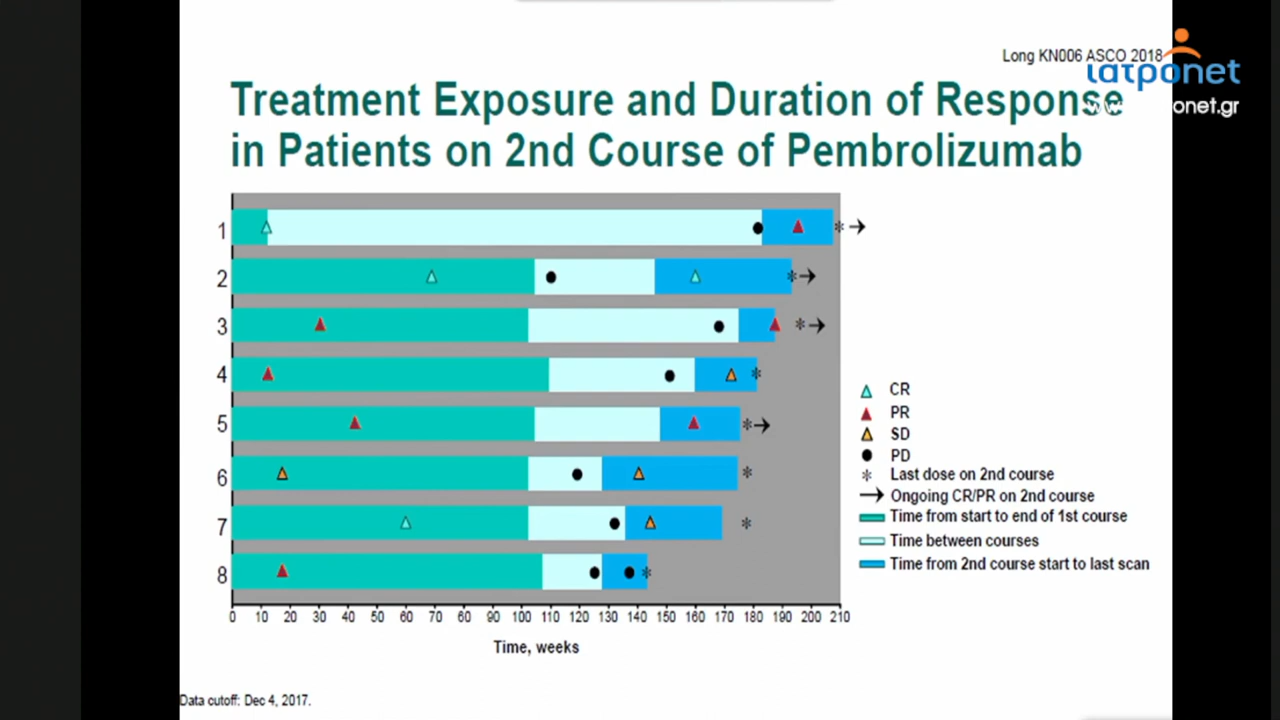 Long KN006 ASCO 2018
ιατρονet
Treatment Exposure and Duration of Response
in Patients on 2nd Course of Pembrolizumab
1
2
3
4
5
6
7
8
CR
PR
SD
PD
* Last dose on 2nd course
Ongoing CR/PR on 2nd course
Time from start to end of 1st course
Time between courses
Time from 2nd course start to last scan
0 10 20 30 40 50 60 70 80 90 100 110 120 130 140 150 160 170 180 190 200 210
Time, weeks
Data cutoff: Dec 4, 2017.